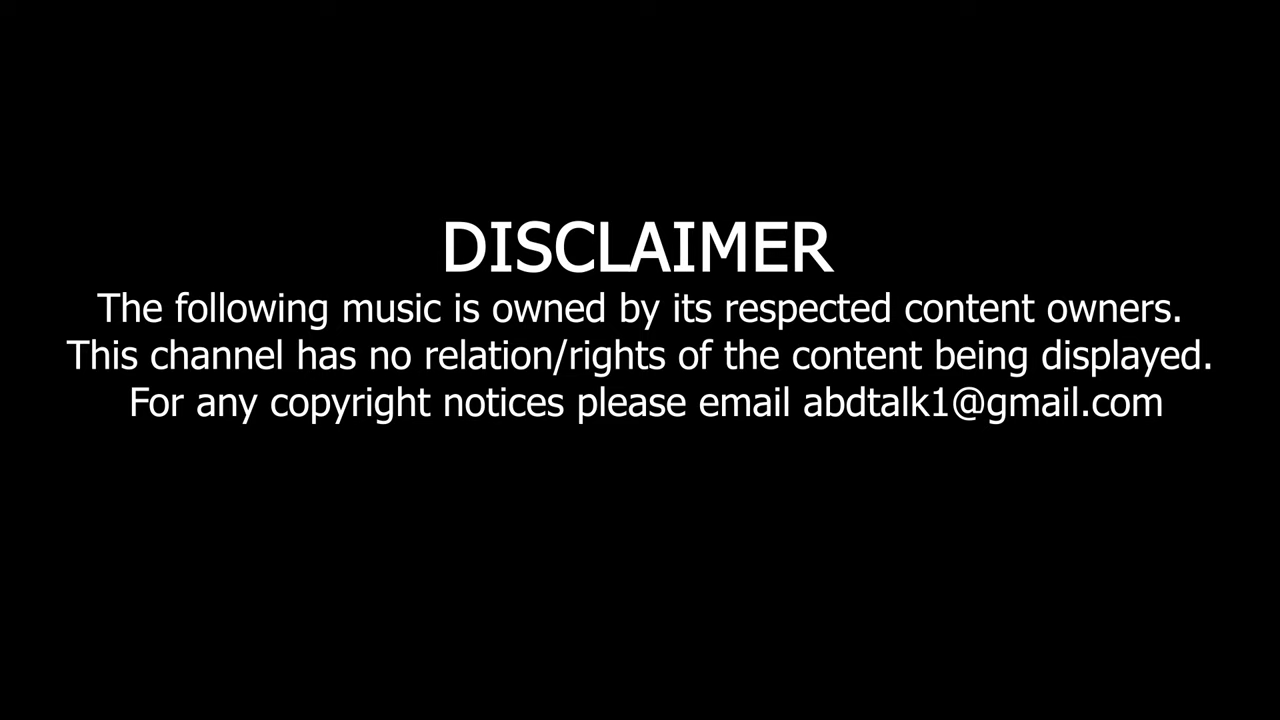 DISCLAIMER
The following music is owned by its respected content owners.
This channel has no relation/rights of the content being displayed.
For any copyright notices please email abdtalk1@gmail.com